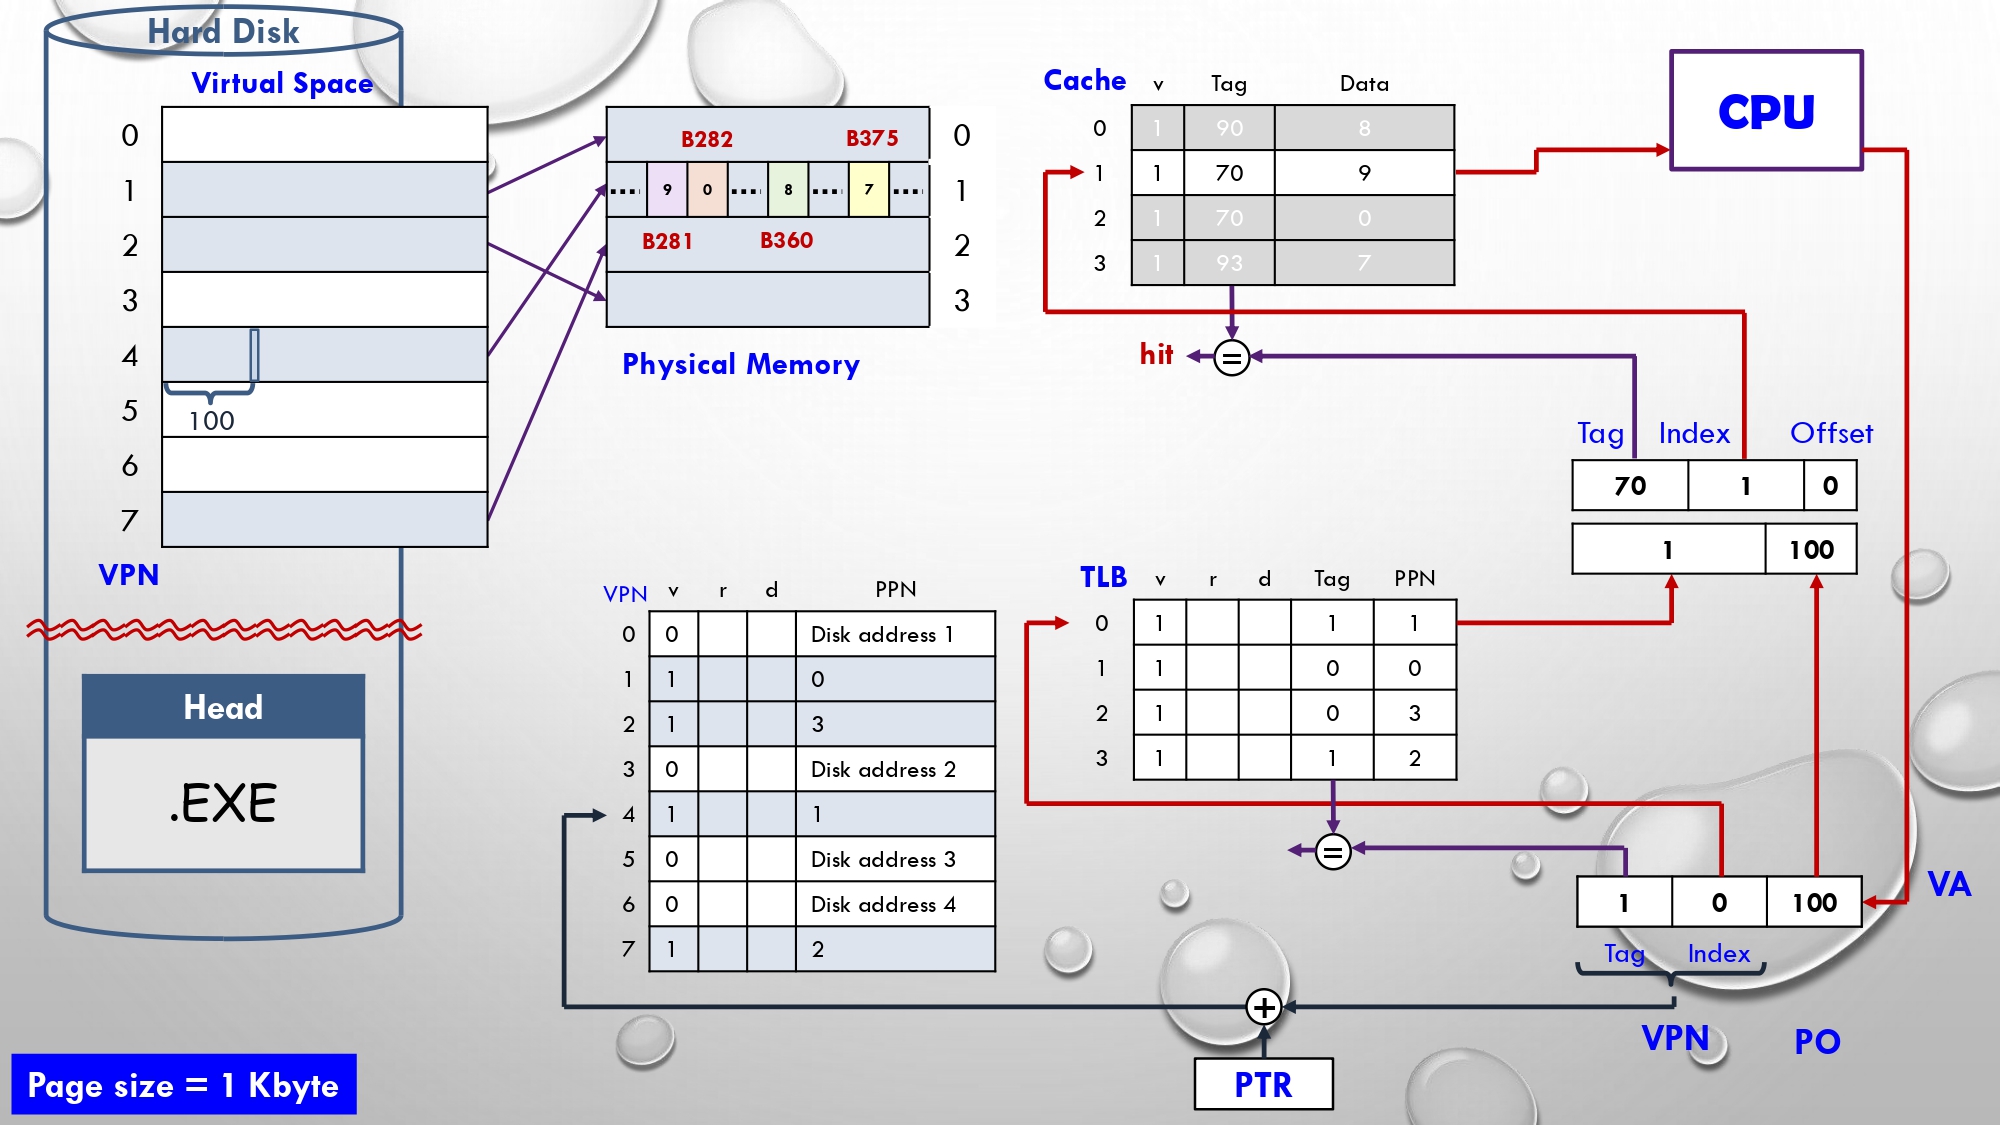 Hard Disk
Virtual Space
0
1
2
3
4
5
6
7
100
VPN
Head
.EXE
Page size = 1 Kbyte
B282 B375
.... 9 0 .... 8 .... 7 ....
B281 B360
0
1
2
3
Physical Memory
Cache v Tag Data
0 1 90 8
1 1 70 9
2 1 70 0
3 1 93 7
=
hit
CPU
Tag Index Offset
70 1 0
1 100
VPN v r d PPN
0 0 Disk address 1
1 1 0
2 1 3
3 0 Disk address 2
4 1 1
5 0 Disk address 3
6 0 Disk address 4
7 1 2
TLB v r d Tag PPN
0 1 1 1
1 1 0 0
2 1 0 3
3 1 1 2
=
1 0 100
VA
Tag Index
+
VPN PO
PTR